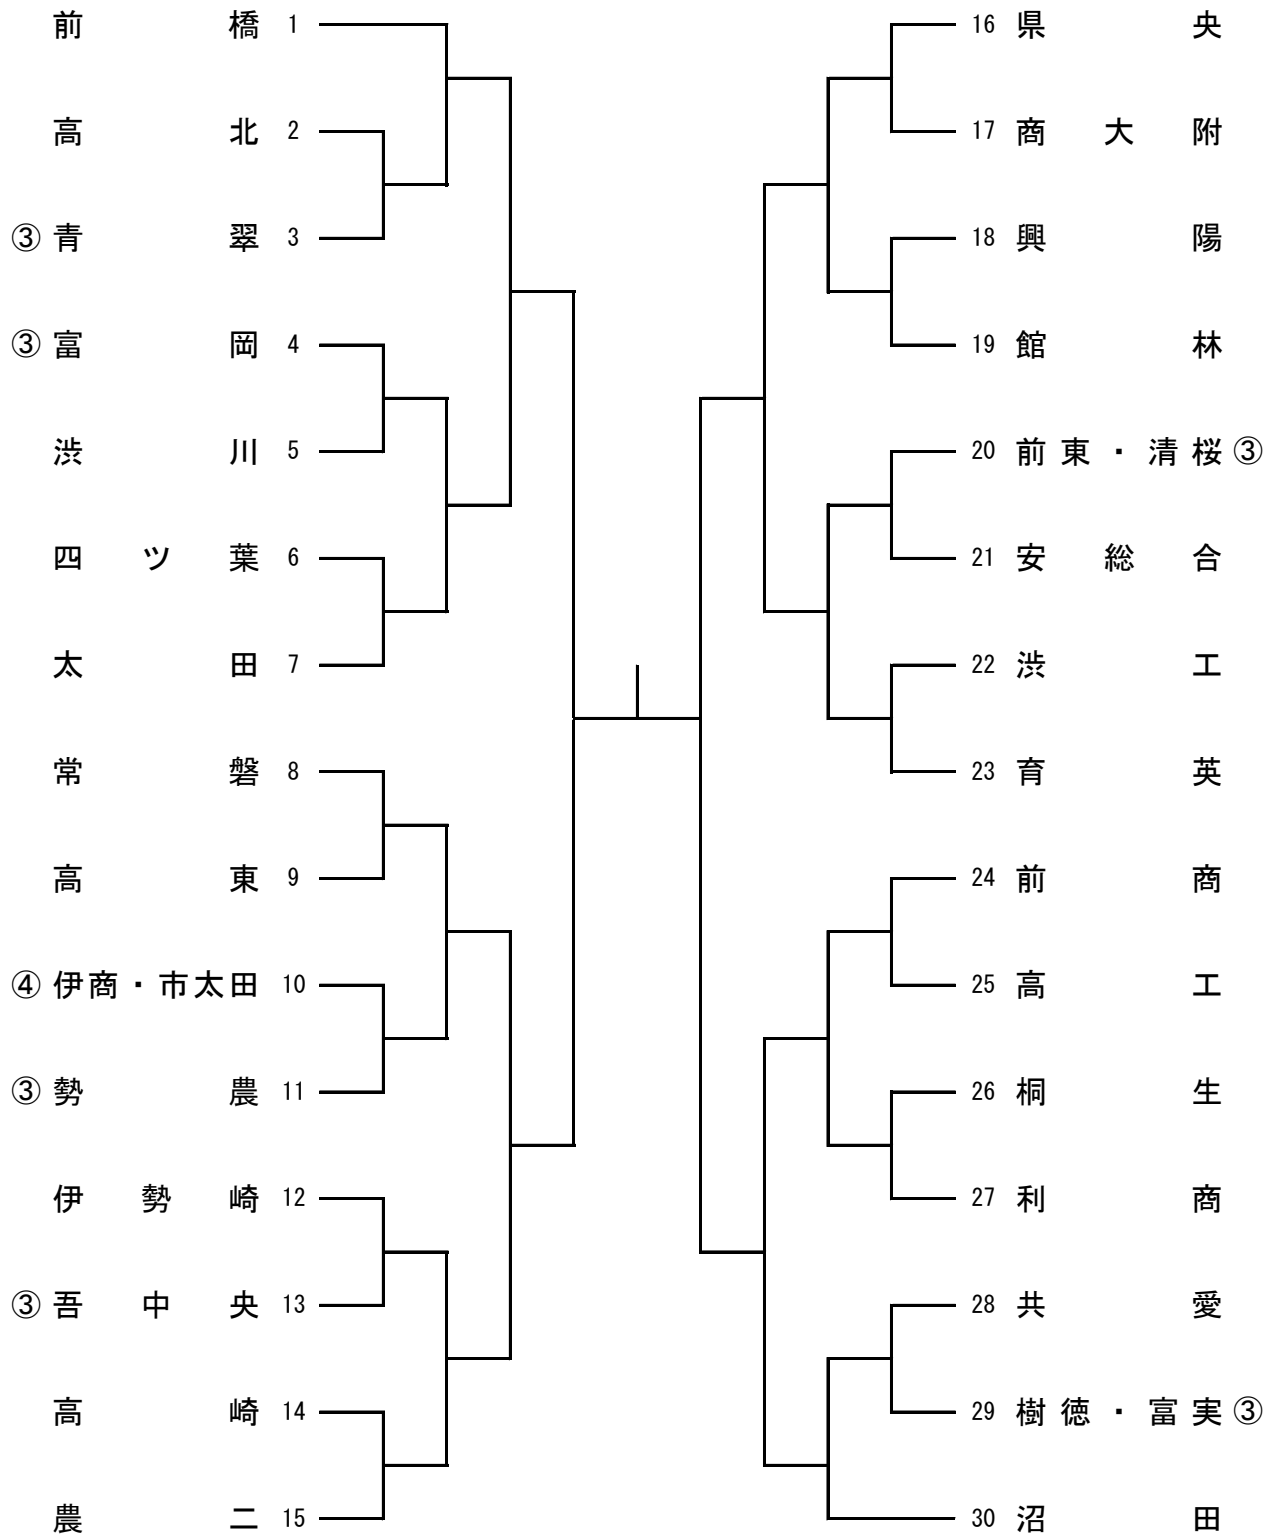 前橋 1
高北 2
③ 青翠 3
③ 富岡 4
渋川 5
四ツ葉 6
太田 7
常磐 8
高東 9
④ 伊商・市太田 10
③ 勢農 11
伊勢崎 12
③ 吾中央 13
高崎 14
農二 15
16 県央
17 商大附
18 興陽
19 館林
20 前東・清桜 ③
21 安総合
22 渋工
23 育英
24 前商
25 高工
26 桐生
27 利商
28 共愛
29 樹徳・富実 ③
30 沼田